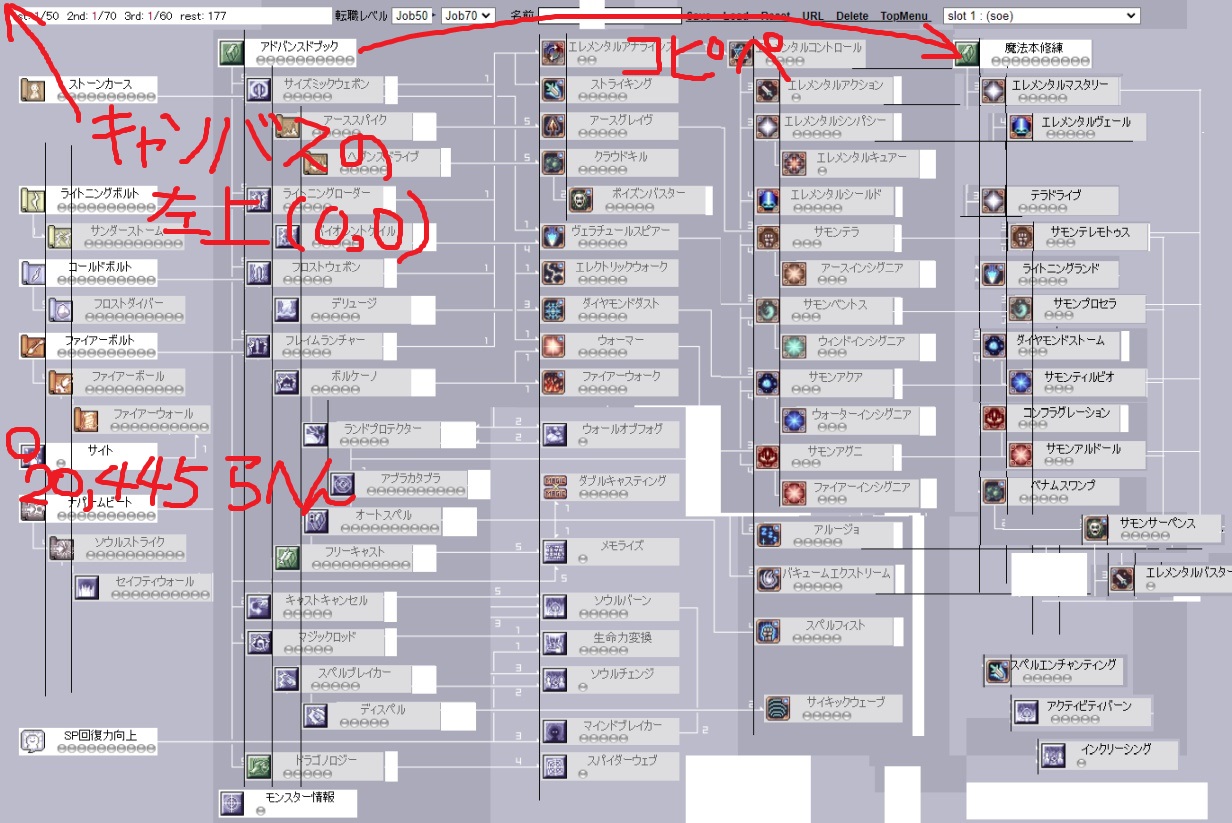 st: 1/50 2nd: 1/70 3rd: 1/60 rest: 177 転職レベル Job50 Job70 名前 Save Load Reset URL Delete TopMenu slot 1 : (soe)
コピペ
キャンバスの
左上(0,0)
20,445うへん
アドバンスドブック
ストーンカース
サイズミックウェポン
アーススパイク
ヘブンズドライブ
ライトニングボルト
ライトニングローダー
サンダーストーム
バイオレントゲイル
コールドボルト
フロストウェポン
フロストダイバー
デリュージ
ファイアーボルト
フレイムランチャー
ファイアーボール
ボルケーノ
ファイアーウォール
ランドプロテクター
サイト
アブラカダブラ
ナパームビート
オートスペル
ソウルストライク
フリーキャスト
セイフティウォール
キャストキャンセル
マジックロッド
スペルブレイカー
ディスペル
SP回復力向上
ドラゴノロジー
モンスター情報
エレメンタルアナライシス
ストライキング
アースグレイヴ
クラウドキル
ポイズンバスター
ヴェラチュールスピアー
エレクトリックウォーク
ダイヤモンドダスト
ウォーマー
ファイアーウォーク
ウォールオブフォグ
ダブルキャスティング
メモライズ
ソウルバーン
生命力変換
ソウルチェンジ
マインドブレイカー
スパイダーウェブ
ンタルコントロール
エレメンタルアクション
エレメンタルシンパシー
エレメンタルキュアー
エレメンタルシールド
サモンテラ
アースインシグニア
サモンベントス
ウィンドインシグニア
サモンアクア
ウォーターインシグニア
サモンアグニ
ファイアーインシグニア
アルージョ
バキュームエクストリーム
スペルフィスト
サイキックウェーブ
魔法本修練
エレメンタルマスタリー
エレメンタルヴェール
テラドライブ
サモンテレモトゥス
ライトニングランド
サモンプロセラ
ダイヤモンドストーム
サモンティルピオ
コンフラグレーション
サモンアルドール
ベナムスワンプ
サモンサーペンス
エレメンタルバスター
スペルエンチャンティング
アクティビティバーン
インクリーシング